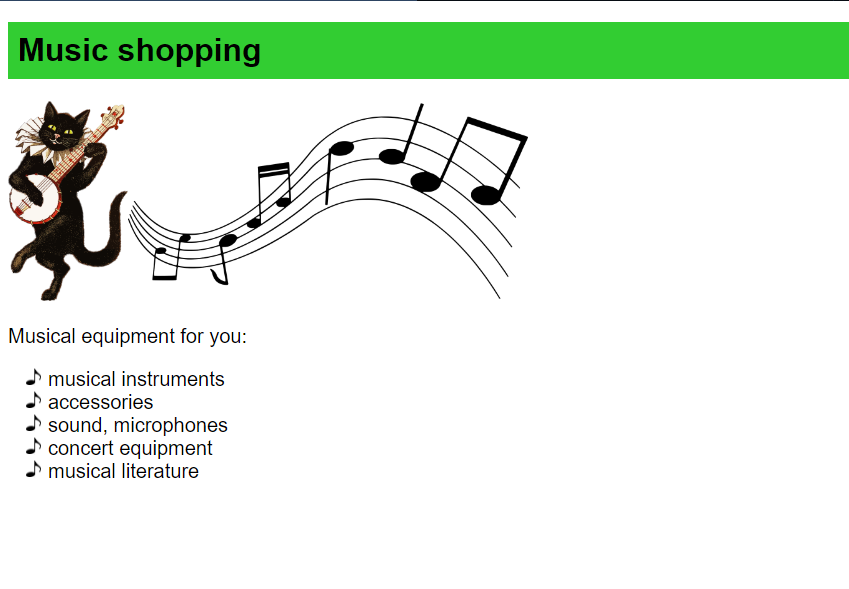 Music shopping
Musical equipment for you:
musical instruments
accessories
sound, microphones
concert equipment
musical literature